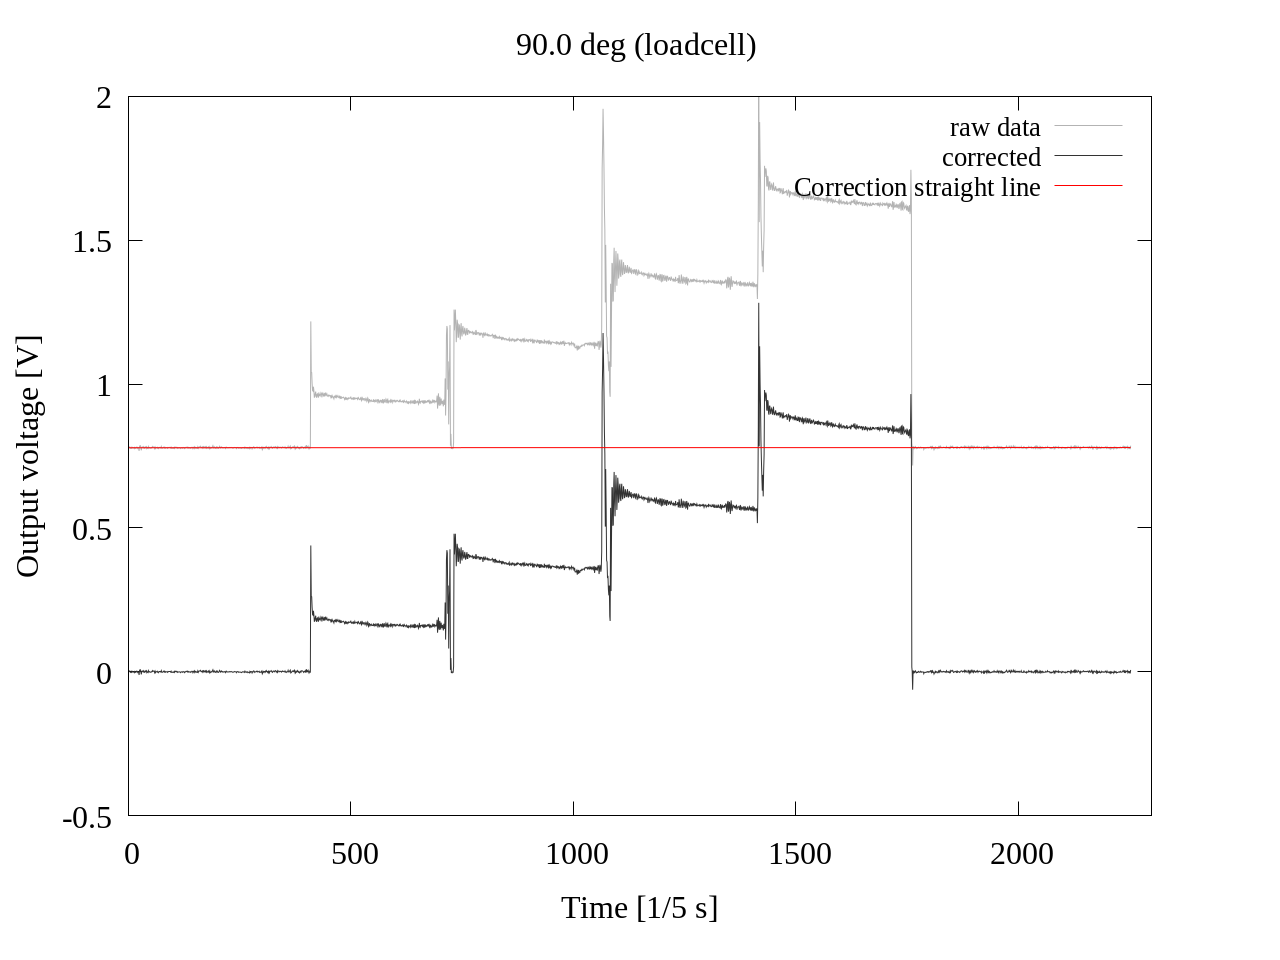 90.0 deg (loadcell)
2
1.5
1
0.5
0
-0.5
Output voltage [V]
raw data
corrected
Correction straight line
0 500 1000 1500 2000
Time [1/5 s]